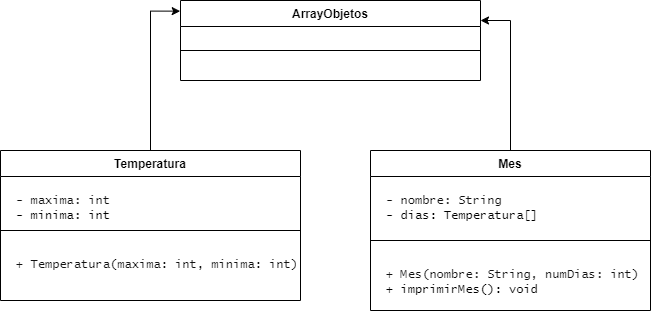 ArrayObjetos
Temperatura
- maxima: int
- minima: int
+ Temperatura(maxima: int, minima: int)
Mes
- nombre: String
- dias: Temperatura[]
+ Mes(nombre: String, numDias: int)
+ imprimirMes(): void